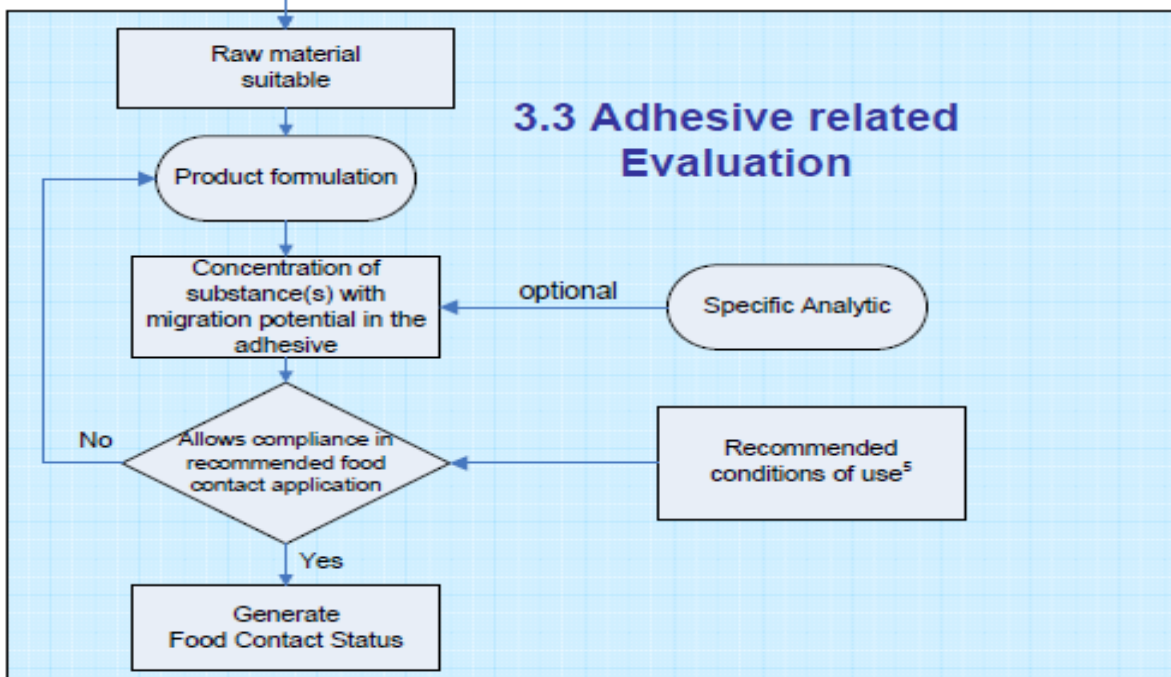 Raw material
suitable
3.3 Adhesive related
Evaluation
Product formulation
Concentration of
substance(s) with
migration potential in the
adhesive
optional
Specific Analytic
No
Allows compliance in
recommended food
contact application
Recommended
conditions of use⁵
Yes
Generate
Food Contact Status